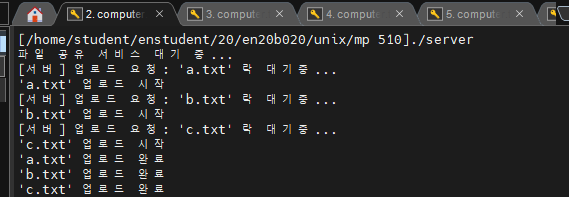 2. compute
3. compute
4. compute
5. compute
[/home/student/enstudent/20/en20b020/unix/mp 510]./server
파일 공유 서비스 대기 중...
[서버] 업로드 요청: 'a.txt' 락 대기중...
'a.txt' 업로드 시작
[서버] 업로드 요청: 'b.txt' 락 대기중...
'b.txt' 업로드 시작
[서버] 업로드 요청: 'c.txt' 락 대기중...
'c.txt' 업로드 시작
'a.txt' 업로드 완료
'b.txt' 업로드 완료
'c.txt' 업로드 완료